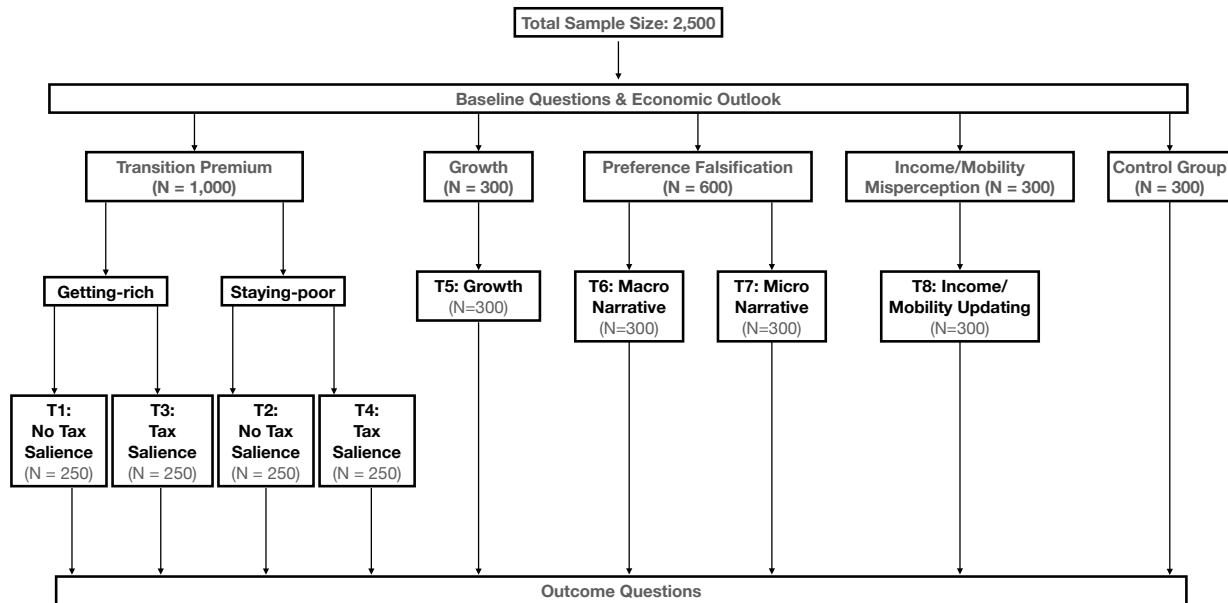 Total Sample Size: 2,500
Baseline Questions & Economic Outlook
Transition Premium
(N = 1,000)
Growth
(N = 300)
Preference Falsification
(N = 600)
Income/Mobility
Misperception (N = 300)
Control Group
(N = 300)
Getting-rich
Staying-poor
T5: Growth
(N=300)
T6: Macro
Narrative
(N=300)
T7: Micro
Narrative
(N=300)
T8: Income/
Mobility Updating
(N=300)
T1:
No Tax
Salience
(N = 250)
T3:
Tax
Salience
(N = 250)
T2:
No Tax
Salience
(N = 250)
T4:
Tax
Salience
(N = 250)
Outcome Questions